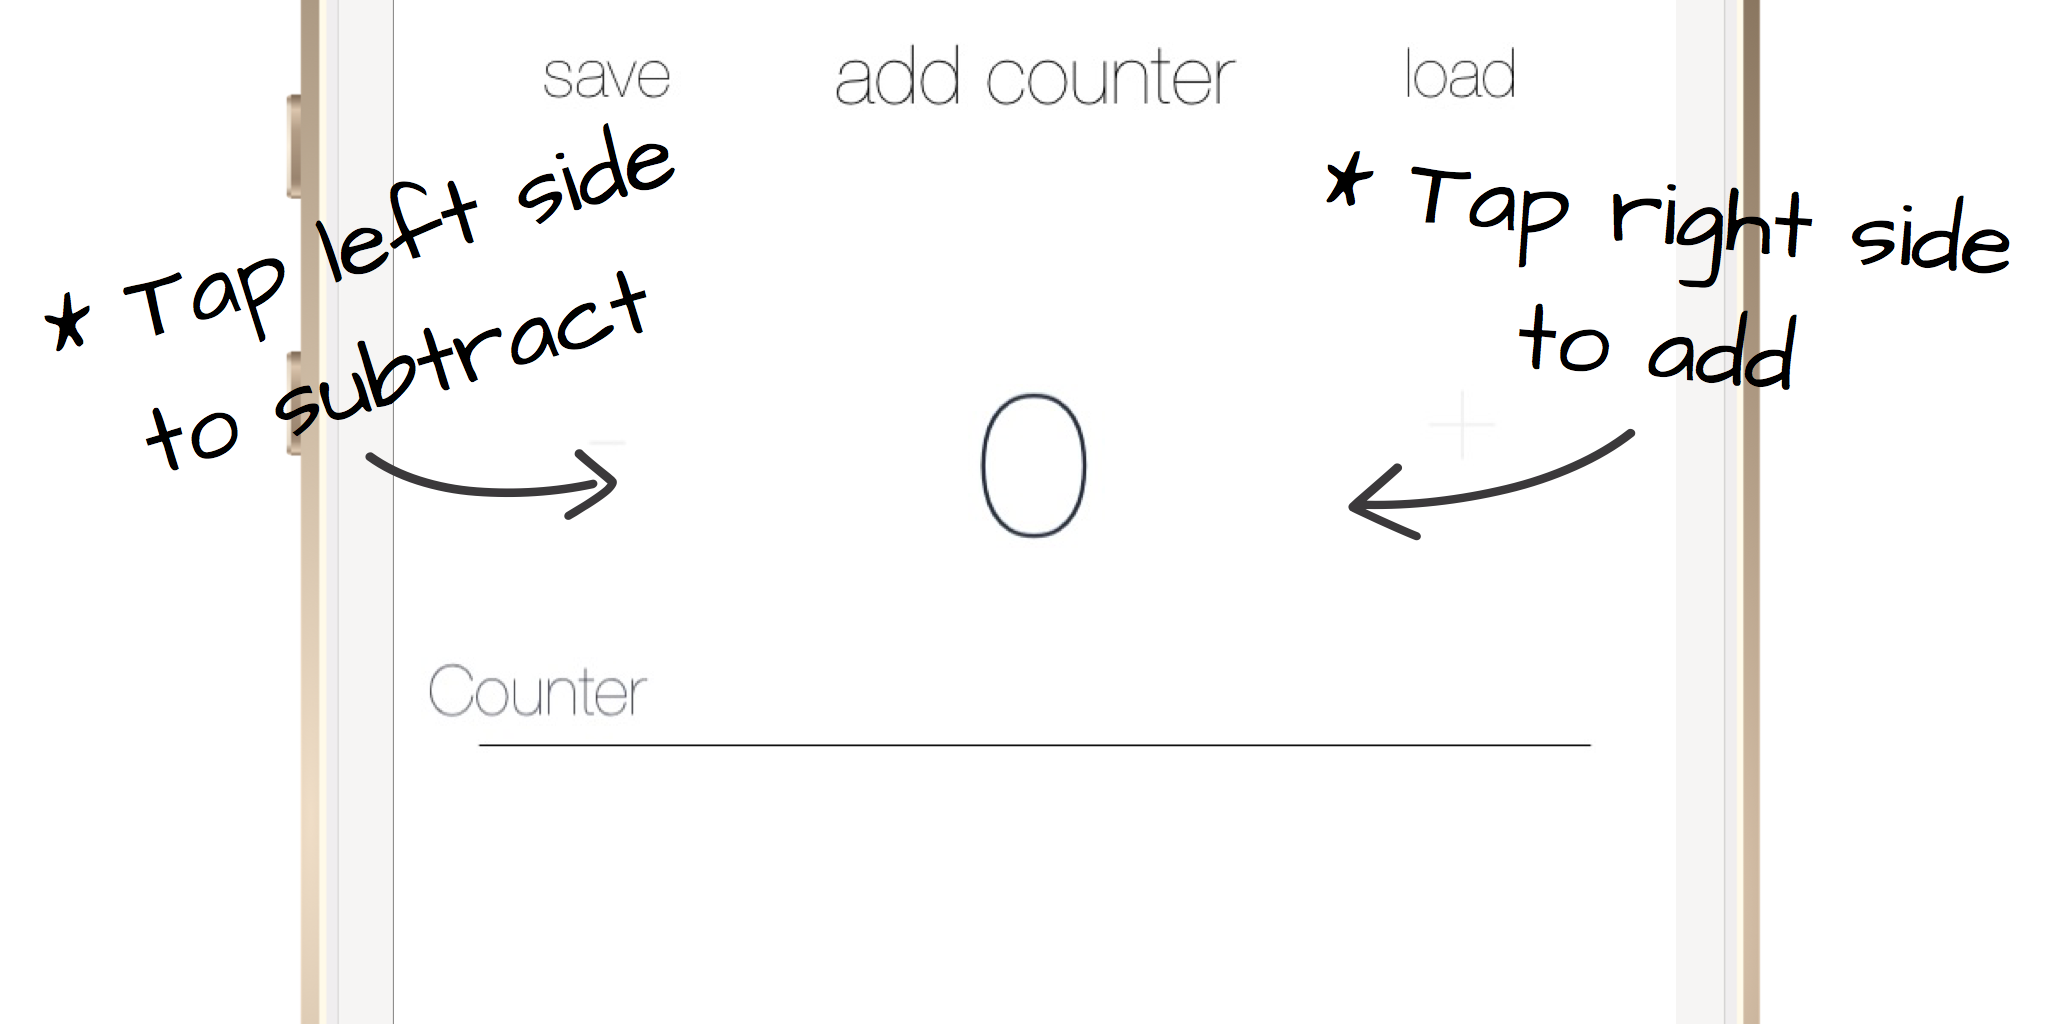 save add counter load
* Tap left side
to subtract
* Tap right side
to add
− 0 +
Counter